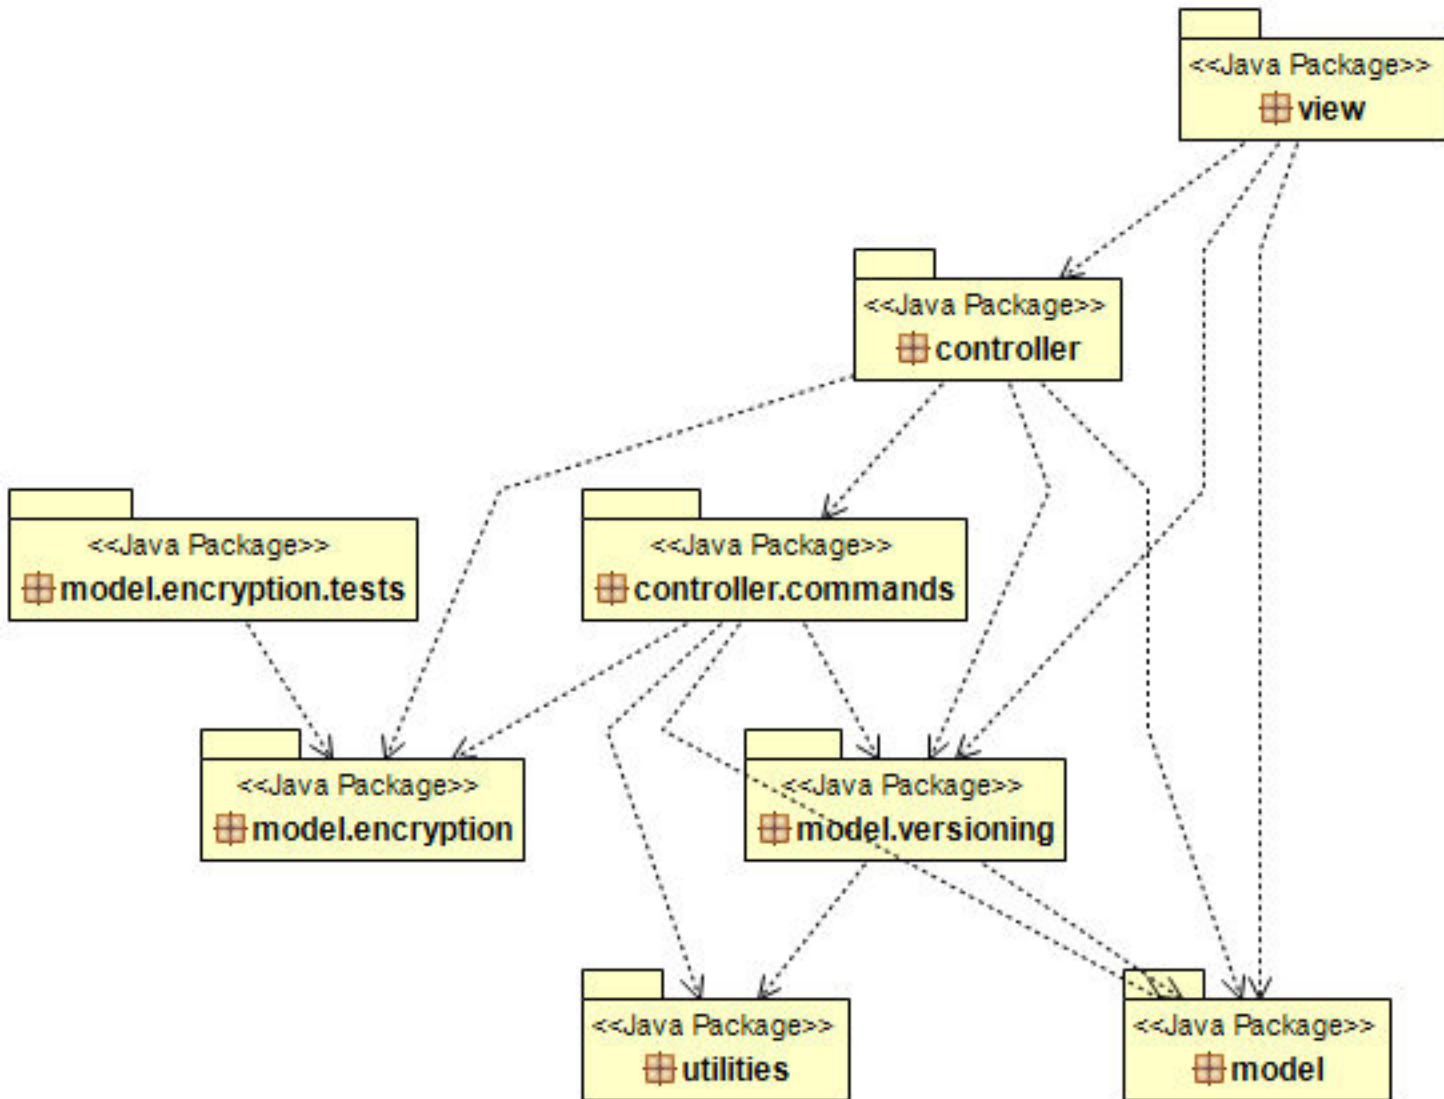 <<Java Package>>
view
<<Java Package>>
controller
<<Java Package>>
model.encryption.tests
<<Java Package>>
controller.commands
<<Java Package>>
model.encryption
<<Java Package>>
model.versioning
<<Java Package>>
utilities
<<Java Package>>
model